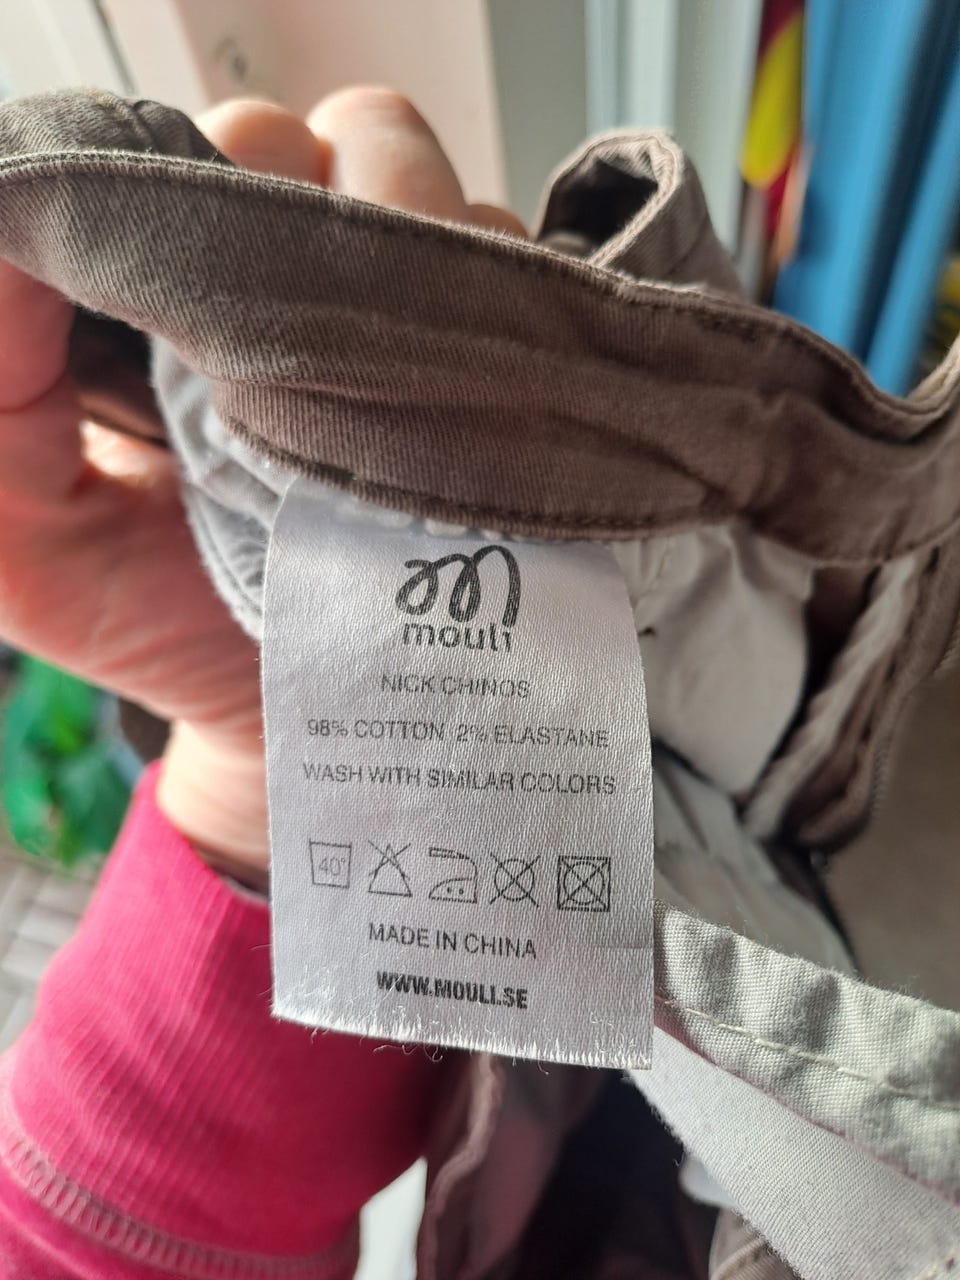 mouli
NICK CHINOS
98% COTTON 2% ELASTANE
WASH WITH SIMILAR COLORS
40°
MADE IN CHINA
WWW.MOULI.SE